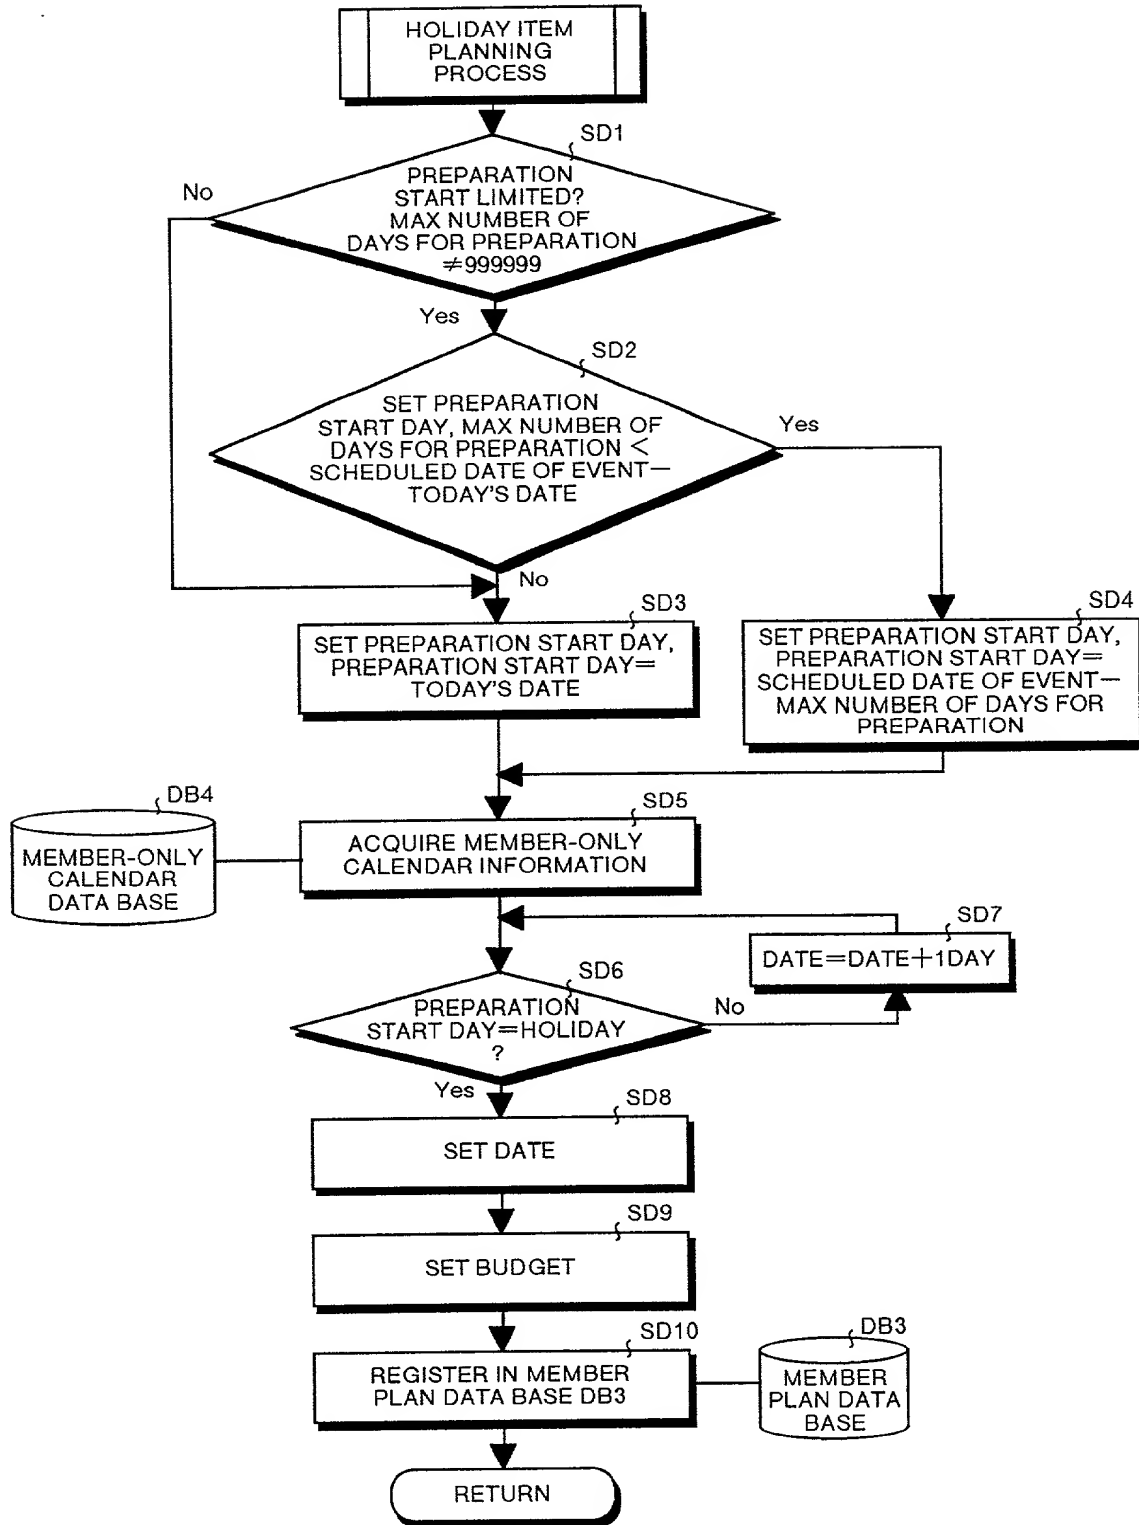 HOLIDAY ITEM
PLANNING
PROCESS
SD1
PREPARATION
START LIMITED?
MAX NUMBER OF
DAYS FOR PREPARATION
≠999999
No
Yes
SD2
SET PREPARATION
START DAY, MAX NUMBER OF
DAYS FOR PREPARATION <
SCHEDULED DATE OF EVENT—
TODAY'S DATE
Yes
No
SD3
SET PREPARATION START DAY,
PREPARATION START DAY=
TODAY'S DATE
SD4
SET PREPARATION START DAY,
PREPARATION START DAY=
SCHEDULED DATE OF EVENT—
MAX NUMBER OF DAYS FOR
PREPARATION
DB4
MEMBER-ONLY
CALENDAR
DATA BASE
SD5
ACQUIRE MEMBER-ONLY
CALENDAR INFORMATION
SD7
DATE=DATE+1DAY
SD6
PREPARATION
START DAY=HOLIDAY
?
No
Yes
SD8
SET DATE
SD9
SET BUDGET
SD10
REGISTER IN MEMBER
PLAN DATA BASE DB3
DB3
MEMBER
PLAN DATA
BASE
RETURN